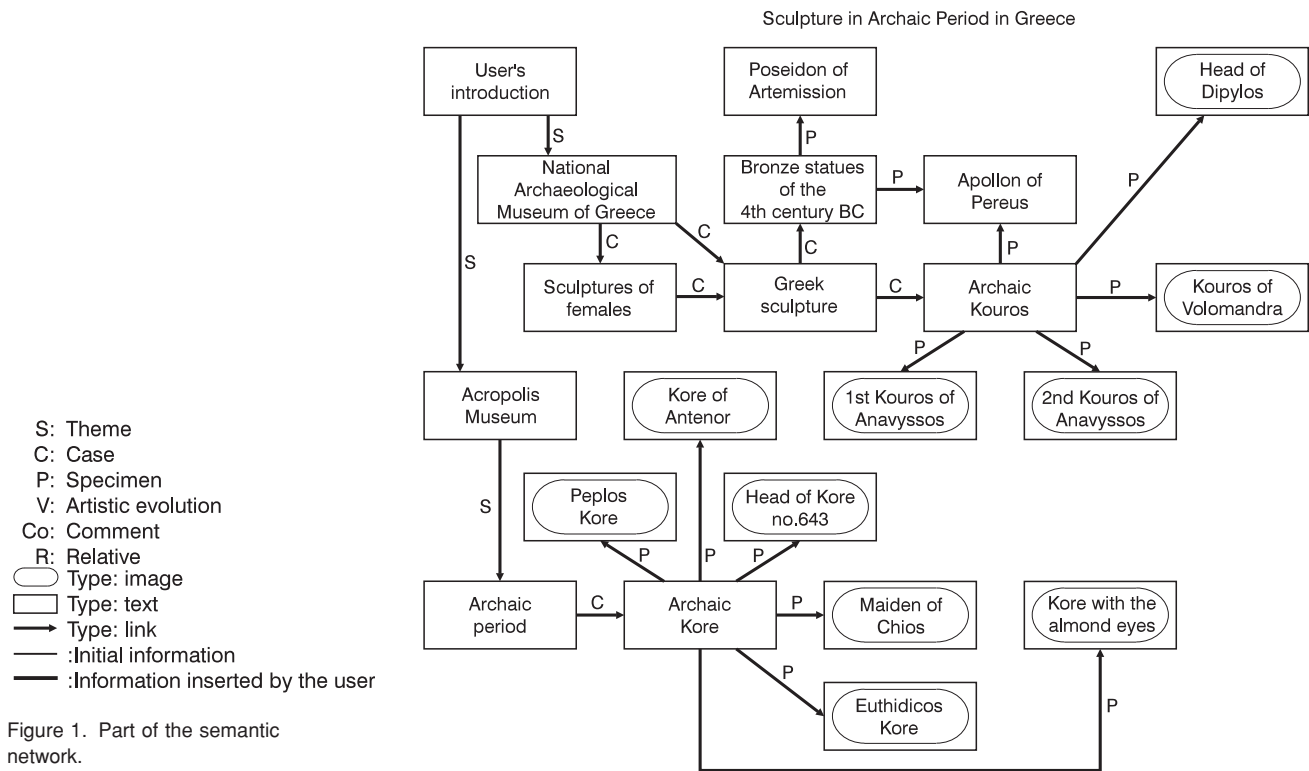 Sculpture in Archaic Period in Greece
User's
introduction
Poseidon of
Artemission
Head of
Dipylos
S
P
National
Archaeological
Museum of Greece
Bronze statues
of the
4th century BC
P
Apollon of
Pereus
P
S
C
C
C
P
Sculptures of
females
C
Greek
sculpture
C
Archaic
Kouros
P
Kouros of
Volomandra
P
P
Acropolis
Museum
Kore of
Antenor
1st Kouros of
Anavyssos
2nd Kouros of
Anavyssos
S
Peplos
Kore
Head of Kore
no.643
P
P
P
Archaic
period
C
Archaic
Kore
P
Maiden of
Chios
Kore with the
almond eyes
P
Euthidicos
Kore
P
S: Theme
C: Case
P: Specimen
V: Artistic evolution
Co: Comment
R: Relative
Type: image
Type: text
Type: link
:Initial information
:Information inserted by the user
Figure 1. Part of the semantic
network.